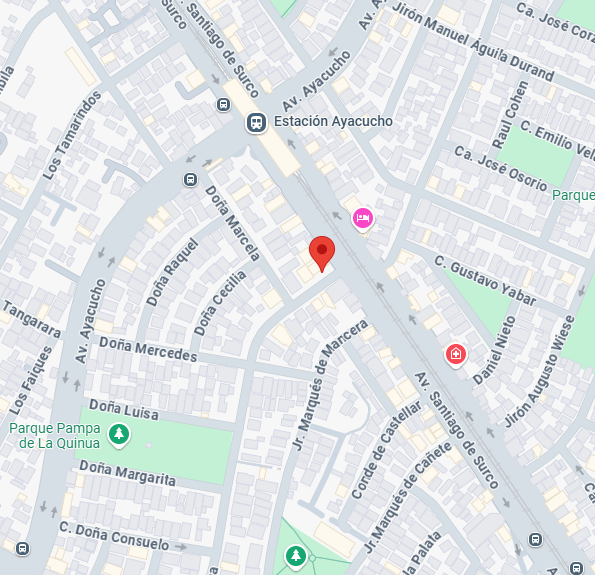 Santiago de Surco
Surco
Av. A
Jirón Manuel Águila Durand
Ca. José Corz
Av. Ayacucho
Estación Ayacucho
Los Tamarindos
Raul Cohen
C. Emilio Vel
Ca. José Osorio
Parque
Doña Marcela
Doña Raquel
Doña Cecilia
C. Gustavo Yabar
Av. Ayacucho
Tangarara
Los Faiques
Doña Mercedes
Jr. Marqués de Marcera
Daniel Nieto
Jirón Augusto Wiese
Doña Luisa
Parque Pampa
de La Quinua
Av. Santiago de Surco
Conde de Castellar
Jr. Marqués de Cañete
Doña Margarita
C. Doña Consuelo
la Palata